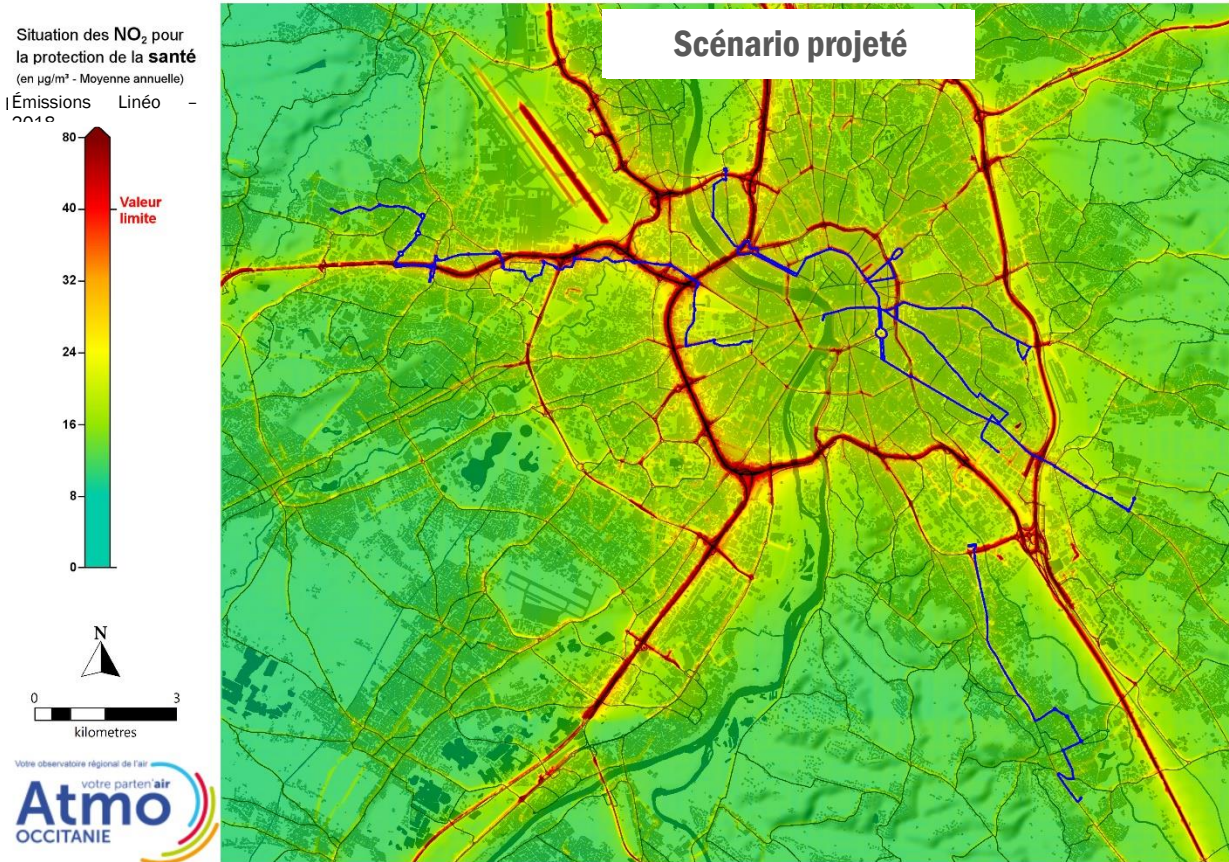 Situation des NO₂ pour
la protection de la santé
(en µg/m³ - Moyenne annuelle)
Émissions Linéo –
Scénario projeté
80
Valeur
limite
40
32
24
16
8
0
N
0 3
kilometres
Votre observatoire régional de l'air
votre parten'air
Atmo
OCCITANIE